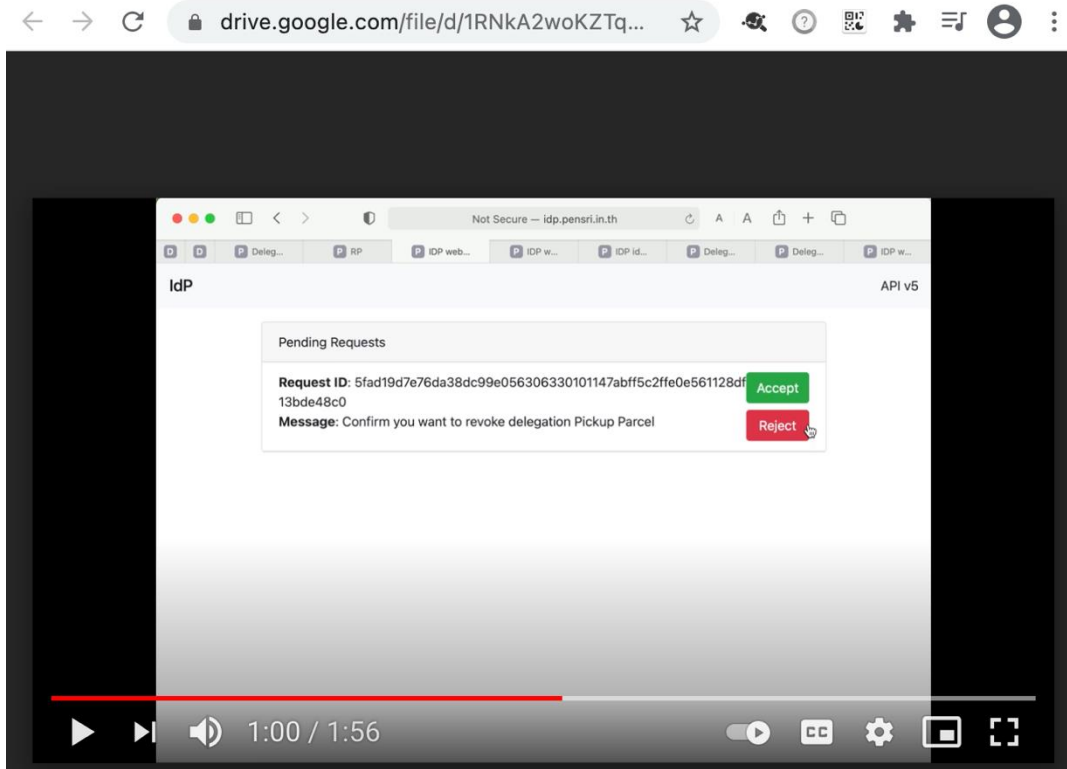 drive.google.com/file/d/1RNkA2woKZTq...
Not Secure — idp.pensri.in.th
A A
D D P Deleg... P RP P IDP web... P IDP w... P IDP id... P Deleg... P Deleg... P IDP w...
IdP API v5
Pending Requests
Request ID: 5fad19d7e76da38dc99e056306330101147abff5c2ffe0e561128df
13bde48c0
Accept
Message: Confirm you want to revoke delegation Pickup Parcel
Reject
1:00 / 1:56
CC